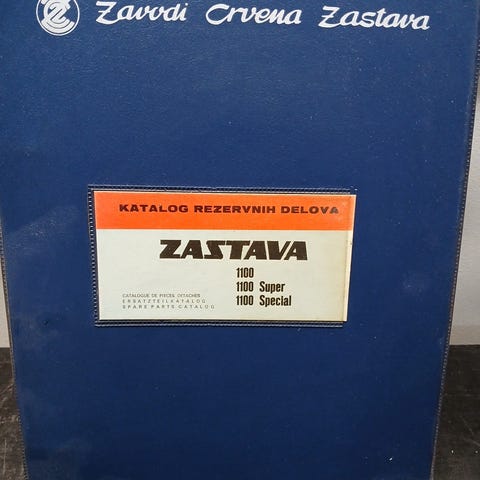 Zavodi Crvena Zastava
KATALOG REZERVNIH DELOVA
ZASTAVA
1100
1100 Super
1100 Special
CATALOGUE DE PIECES DETACHES
ERSATZTEILKATALOG
SPARE PARTS CATALOG